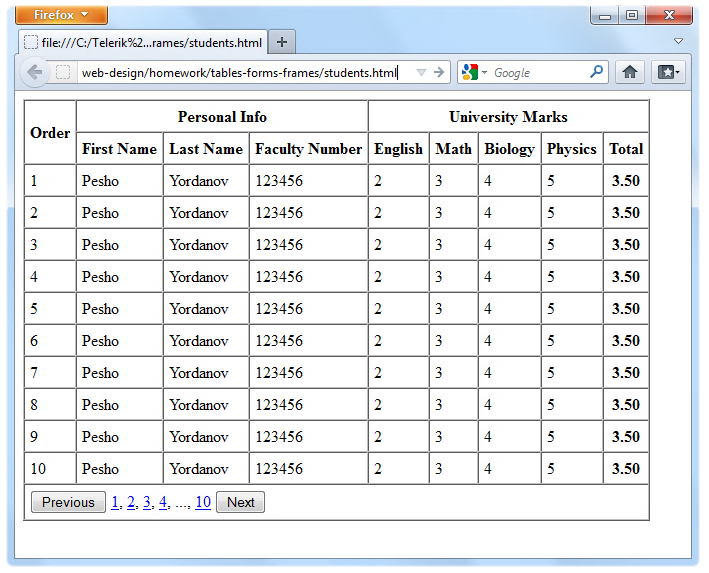 Firefox
file:///C:/Telerik%2...rames/students.html
web-design/homework/tables-forms-frames/students.html Google
Order Personal Info University Marks
First Name Last Name Faculty Number English Math Biology Physics Total
1 Pesho Yordanov 123456 2 3 4 5 3.50
2 Pesho Yordanov 123456 2 3 4 5 3.50
3 Pesho Yordanov 123456 2 3 4 5 3.50
4 Pesho Yordanov 123456 2 3 4 5 3.50
5 Pesho Yordanov 123456 2 3 4 5 3.50
6 Pesho Yordanov 123456 2 3 4 5 3.50
7 Pesho Yordanov 123456 2 3 4 5 3.50
8 Pesho Yordanov 123456 2 3 4 5 3.50
9 Pesho Yordanov 123456 2 3 4 5 3.50
10 Pesho Yordanov 123456 2 3 4 5 3.50
Previous 1, 2, 3, 4, ..., 10 Next